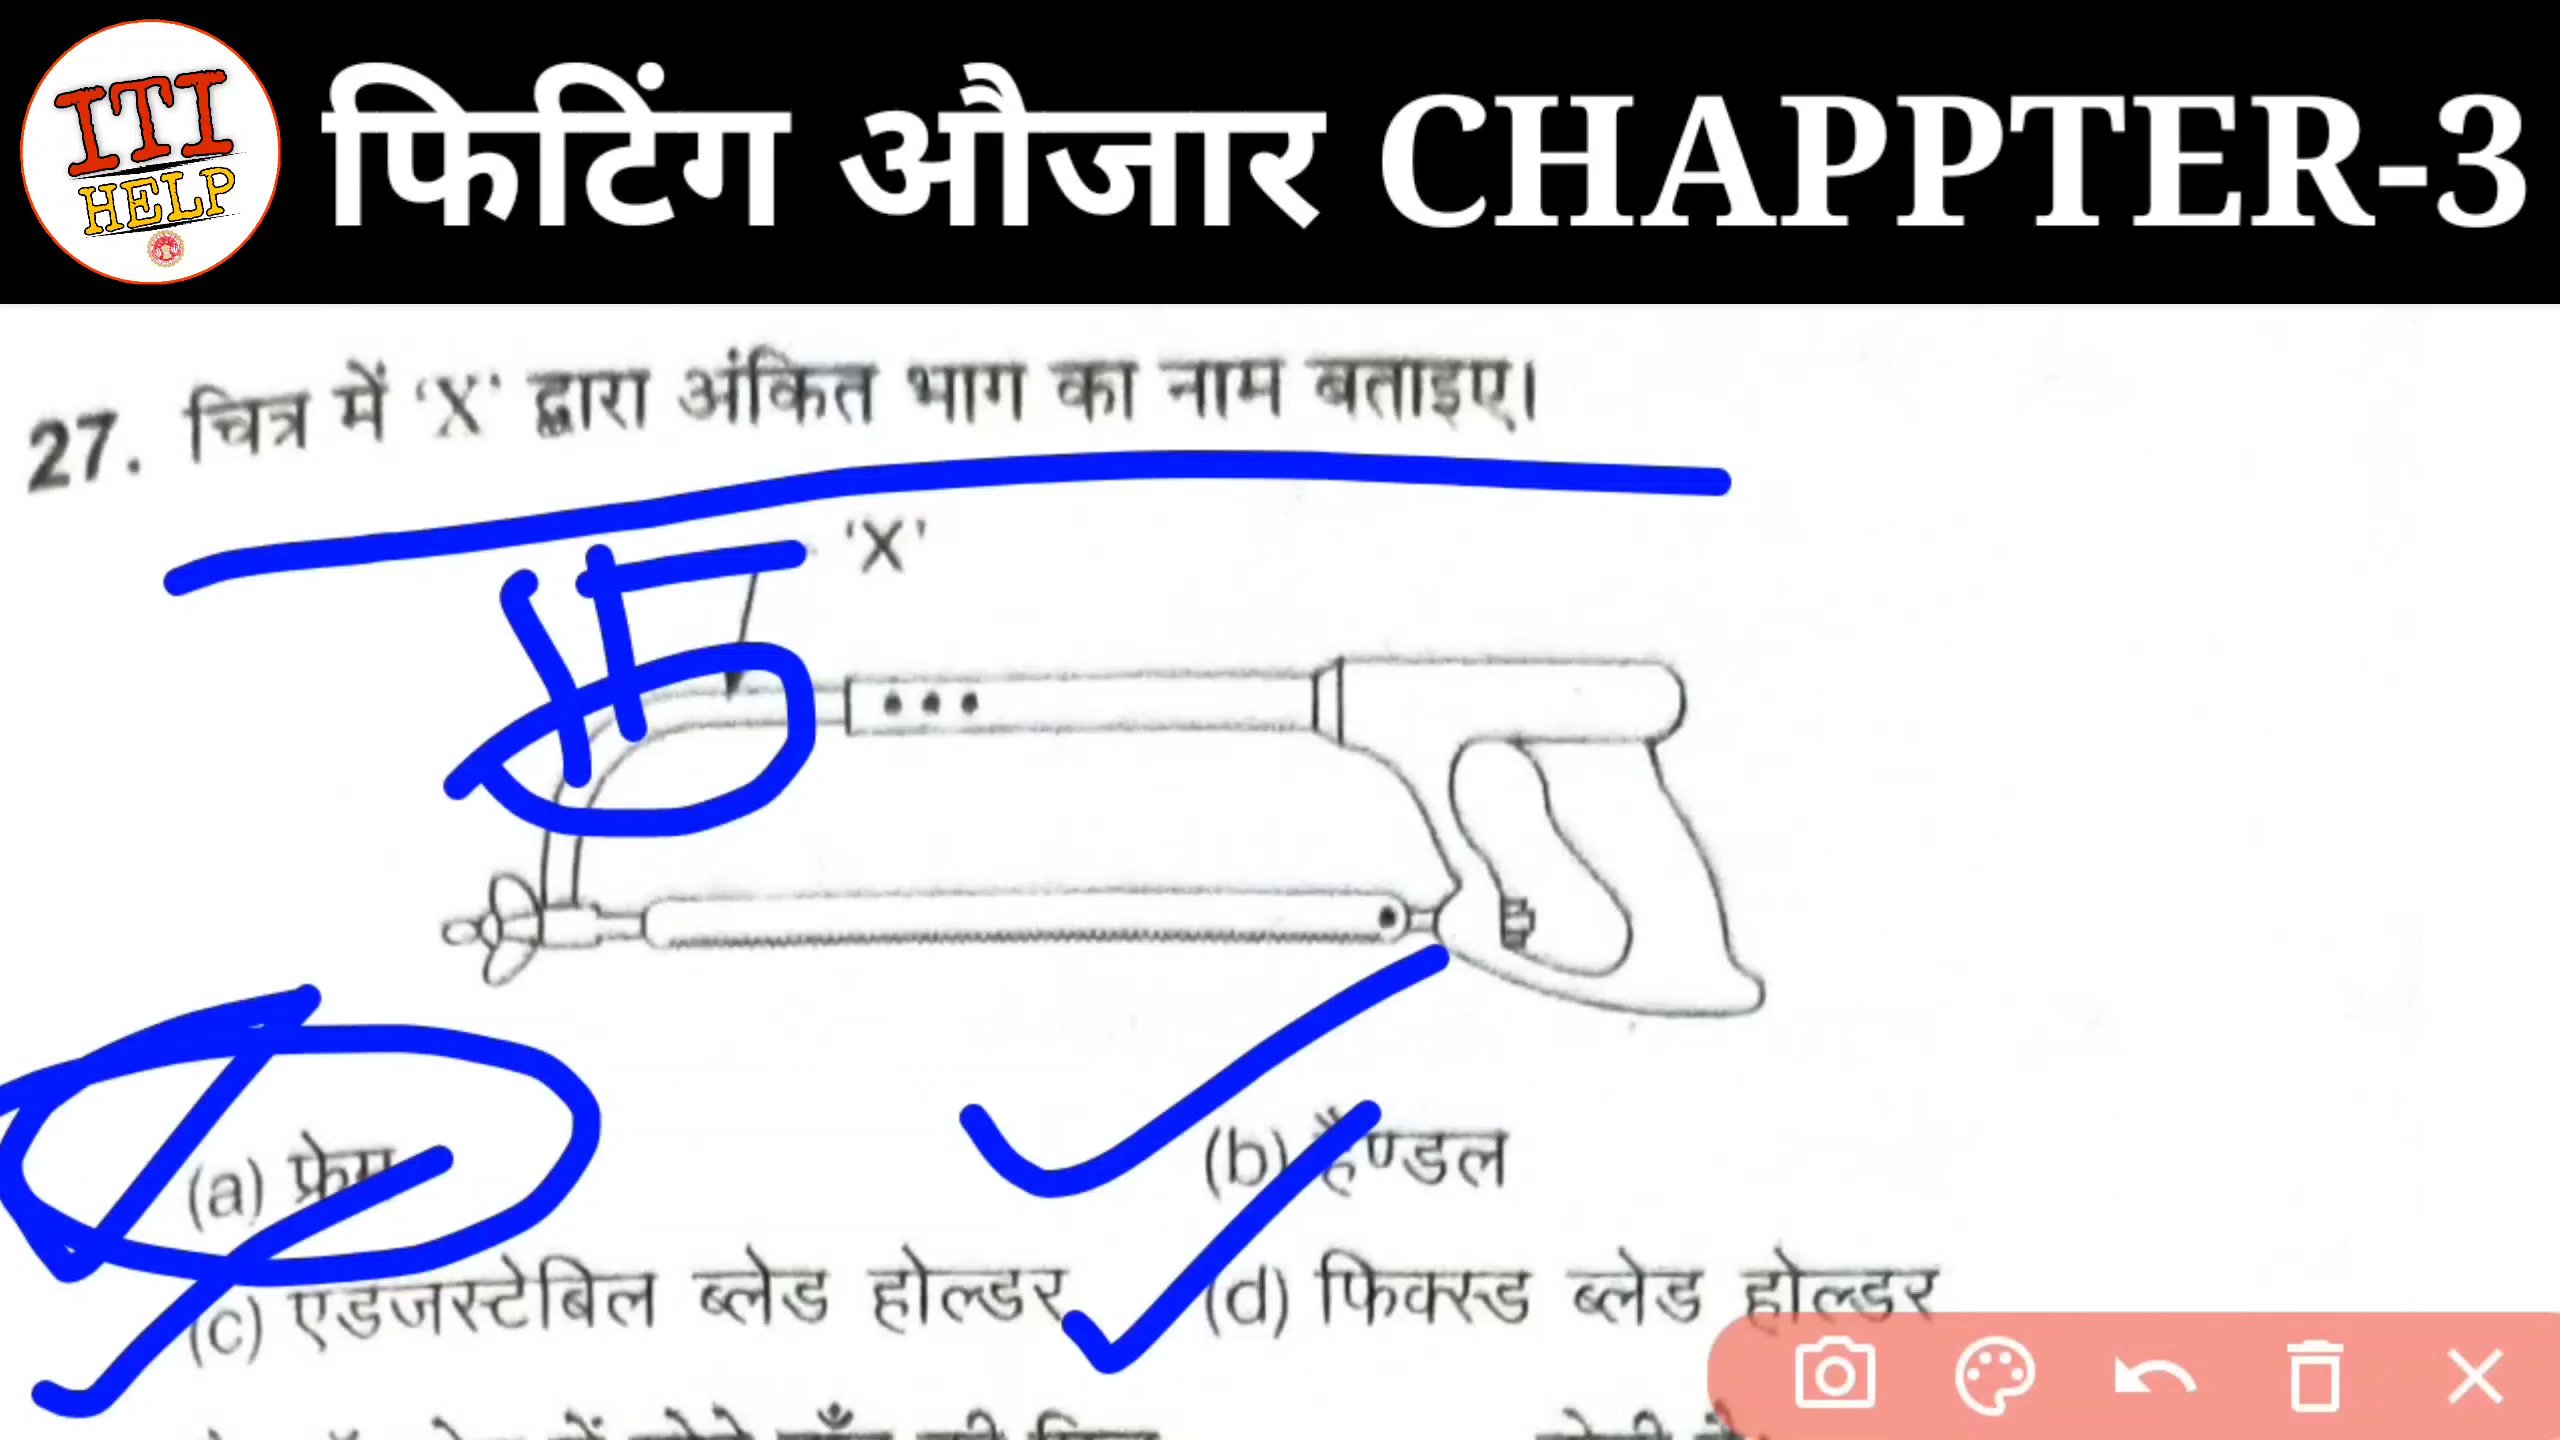 ITI
HELP
फिटिंग औजार CHAPPTER-3
27. चित्र में 'X' द्वारा अंकित भाग का नाम बताइए।
'X'
(a) फ्रेम
(b) हैण्डल
(c) एडजस्टेबिल ब्लेड होल्डर
(d) फिक्स्ड ब्लेड होल्डर